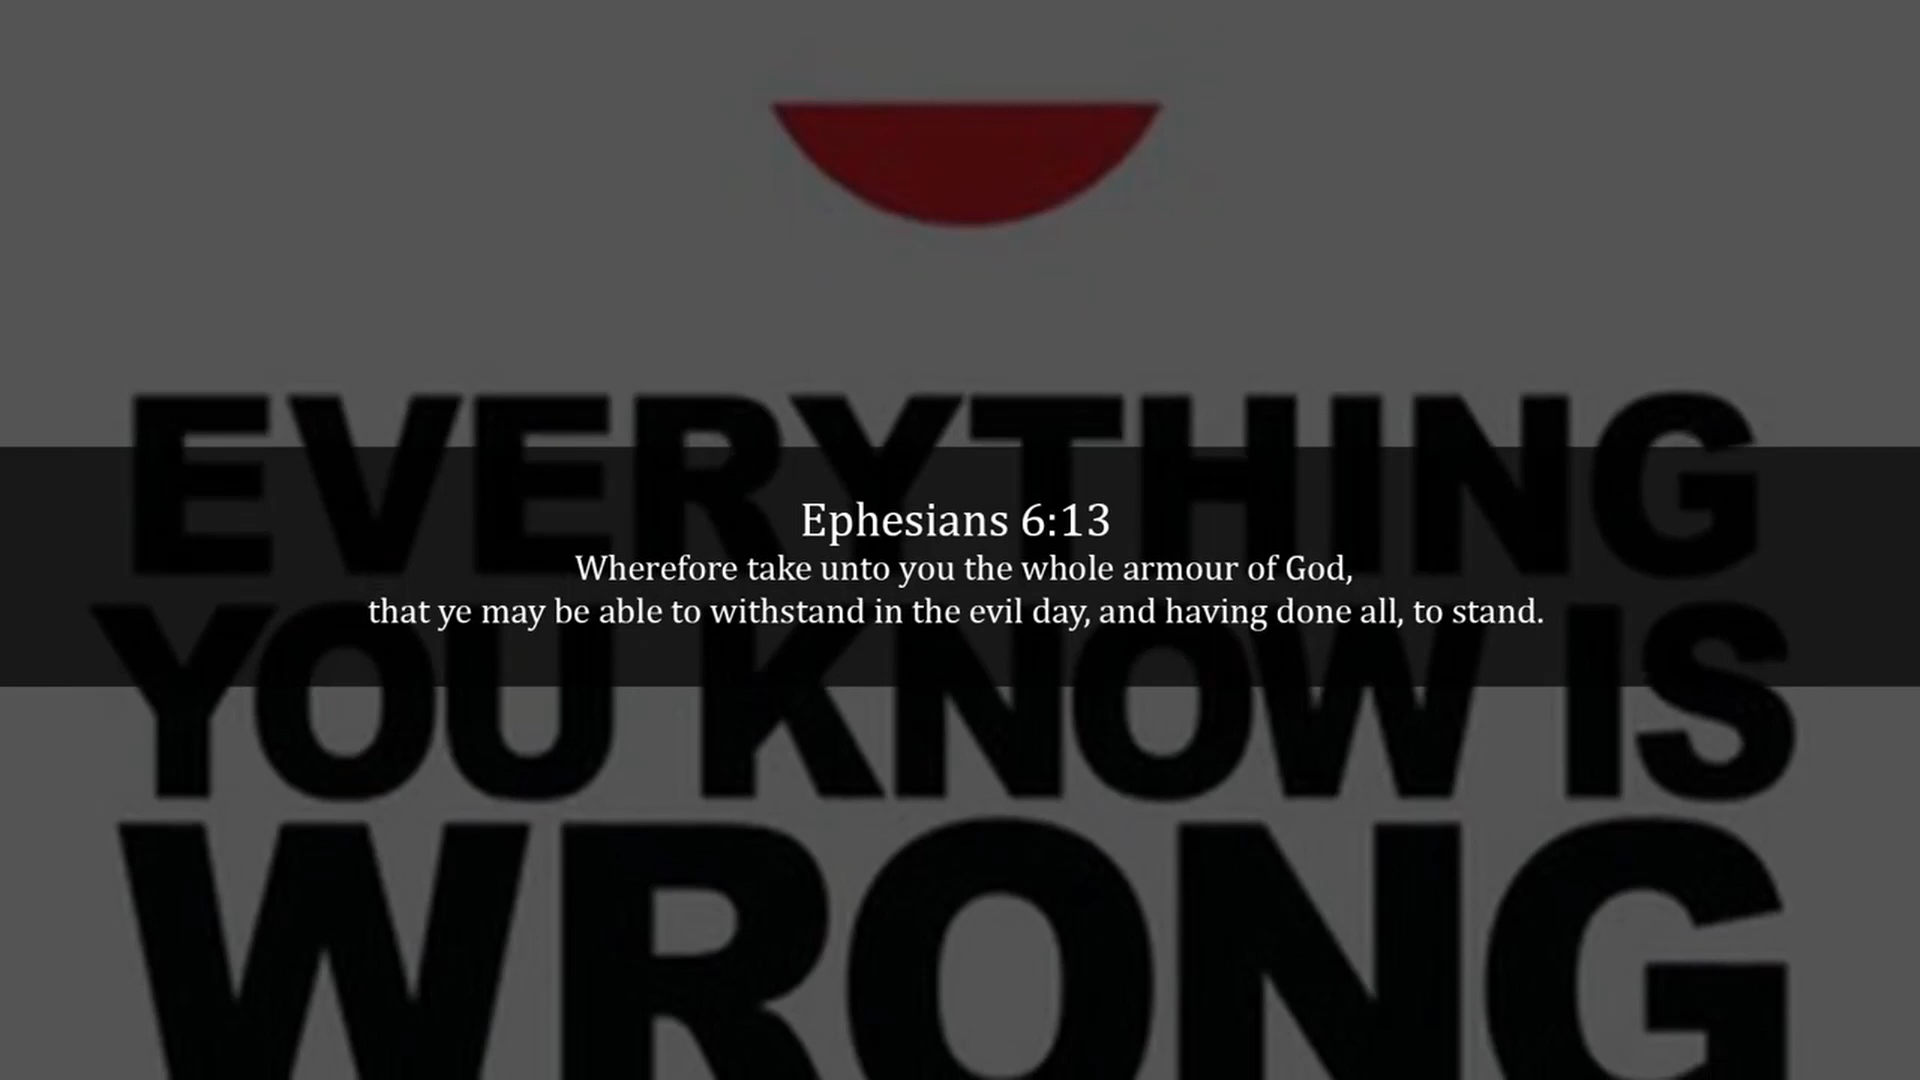 EVERYTHING
Ephesians 6:13
Wherefore take unto you the whole armour of God,
that ye may be able to withstand in the evil day, and having done all, to stand.
YOU KNOW IS
WRONG